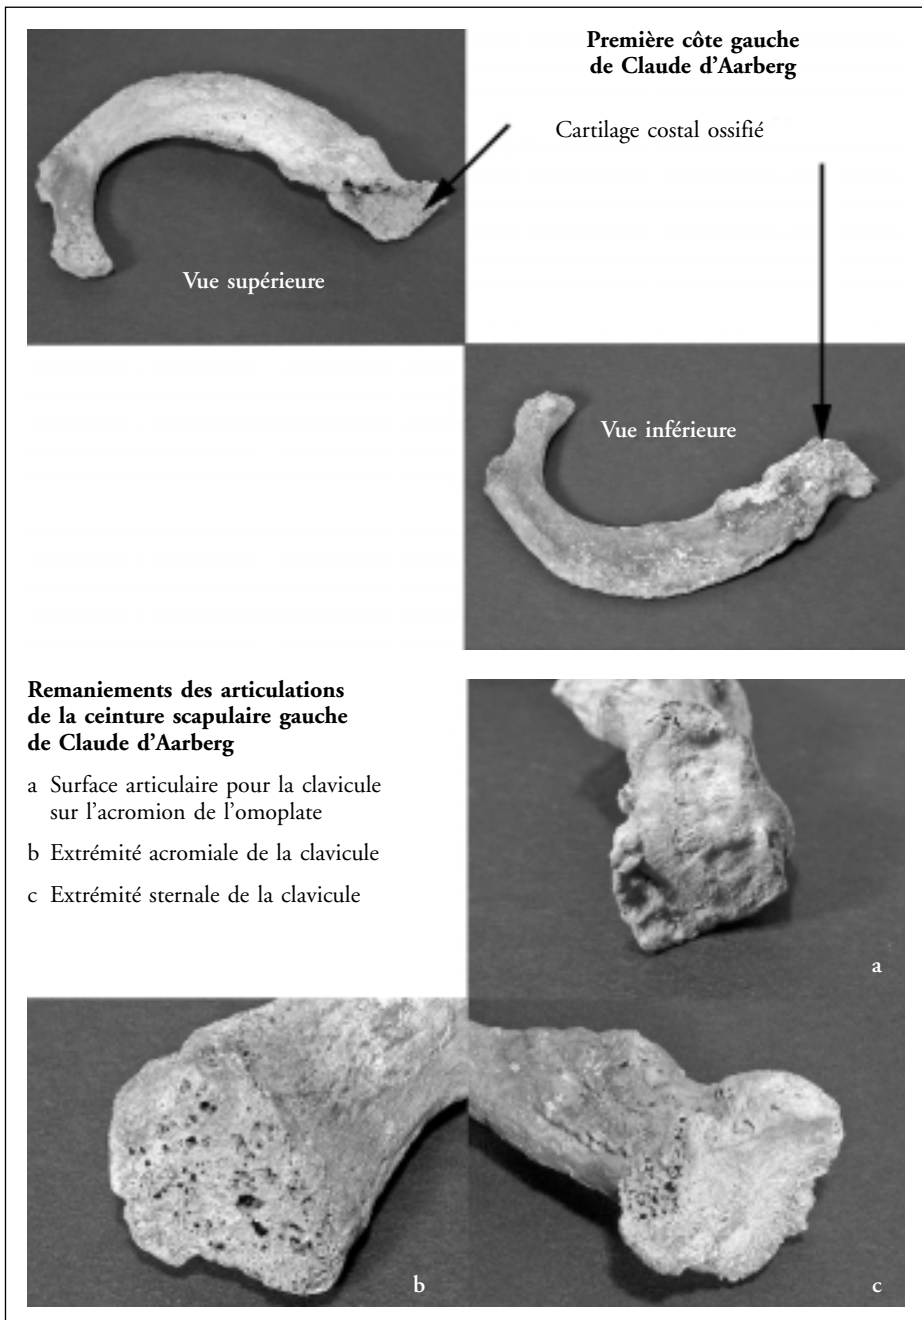 Première côte gauche
de Claude d'Aarberg
Cartilage costal ossifié
Vue supérieure
Vue inférieure
Remaniements des articulations
de la ceinture scapulaire gauche
de Claude d'Aarberg
a Surface articulaire pour la clavicule
sur l'acromion de l'omoplate
b Extrémité acromiale de la clavicule
c Extrémité sternale de la clavicule
a
b
c